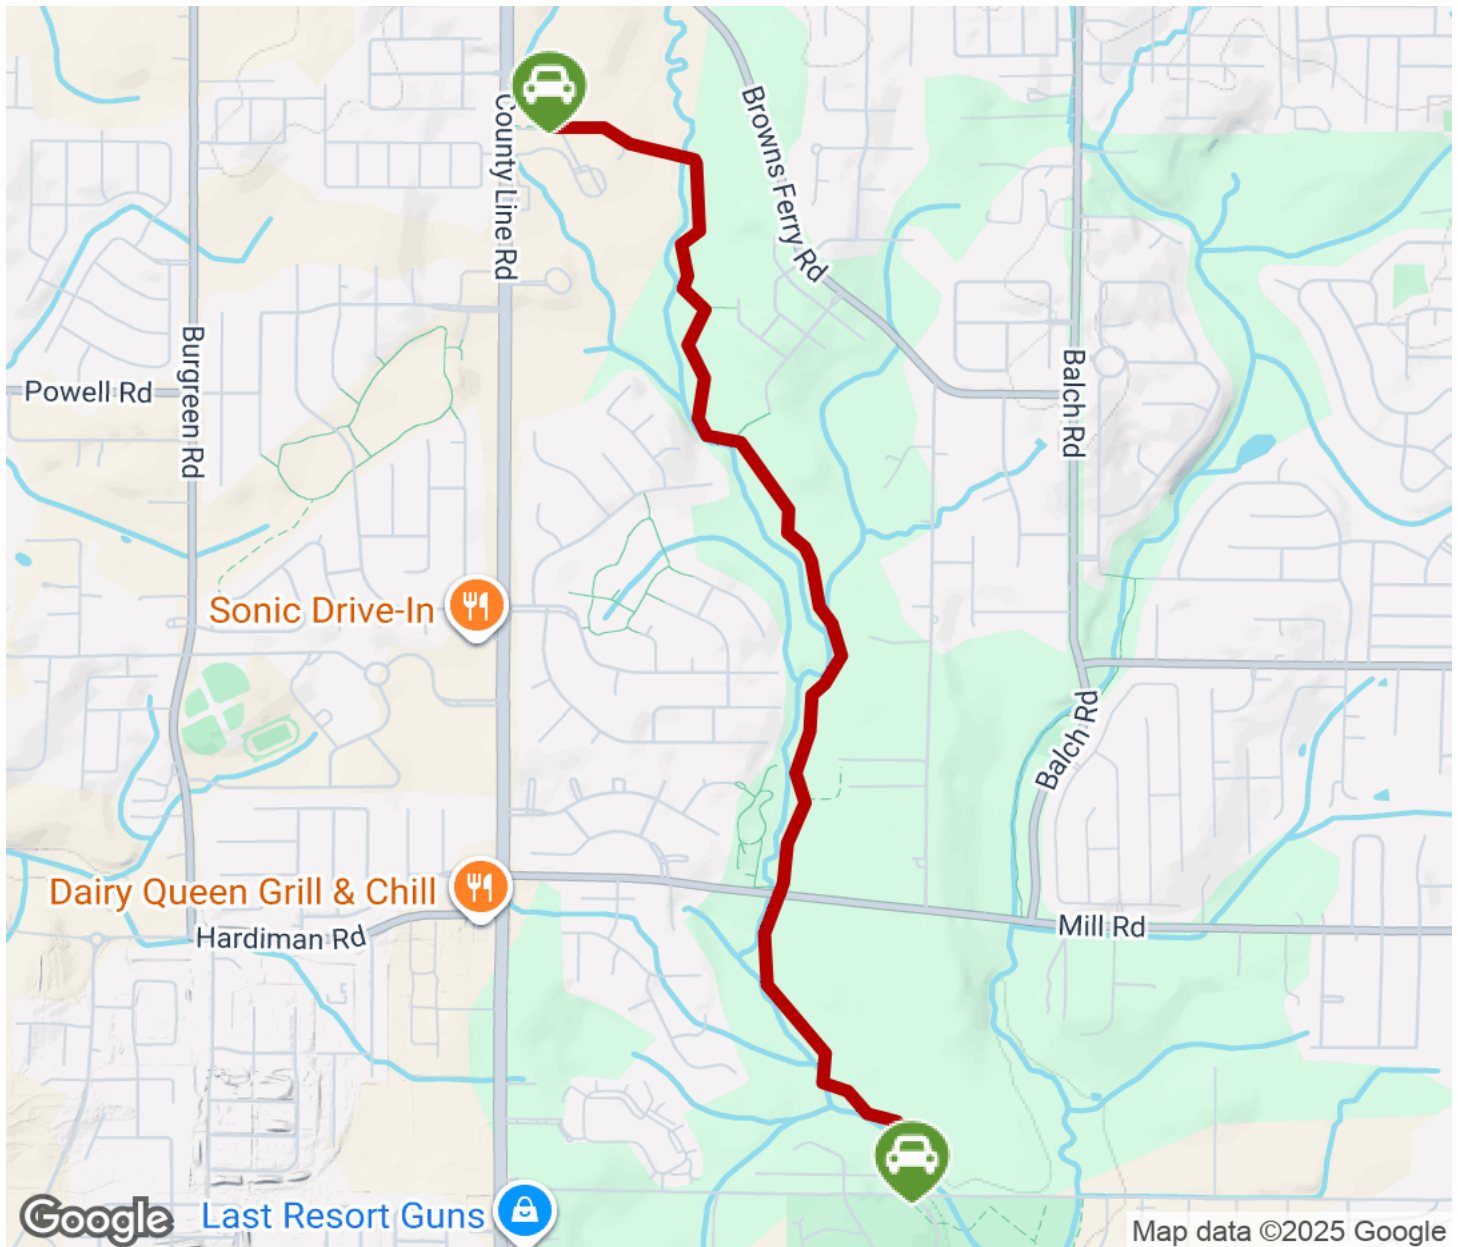 County Line Rd
Browns Ferry Rd
Burgreen Rd
Powell Rd
Balch Rd
Sonic Drive-In
Balch Rd
Dairy Queen Grill & Chill
Hardiman Rd
Mill Rd
Google
Last Resort Guns
Map data ©2025 Google